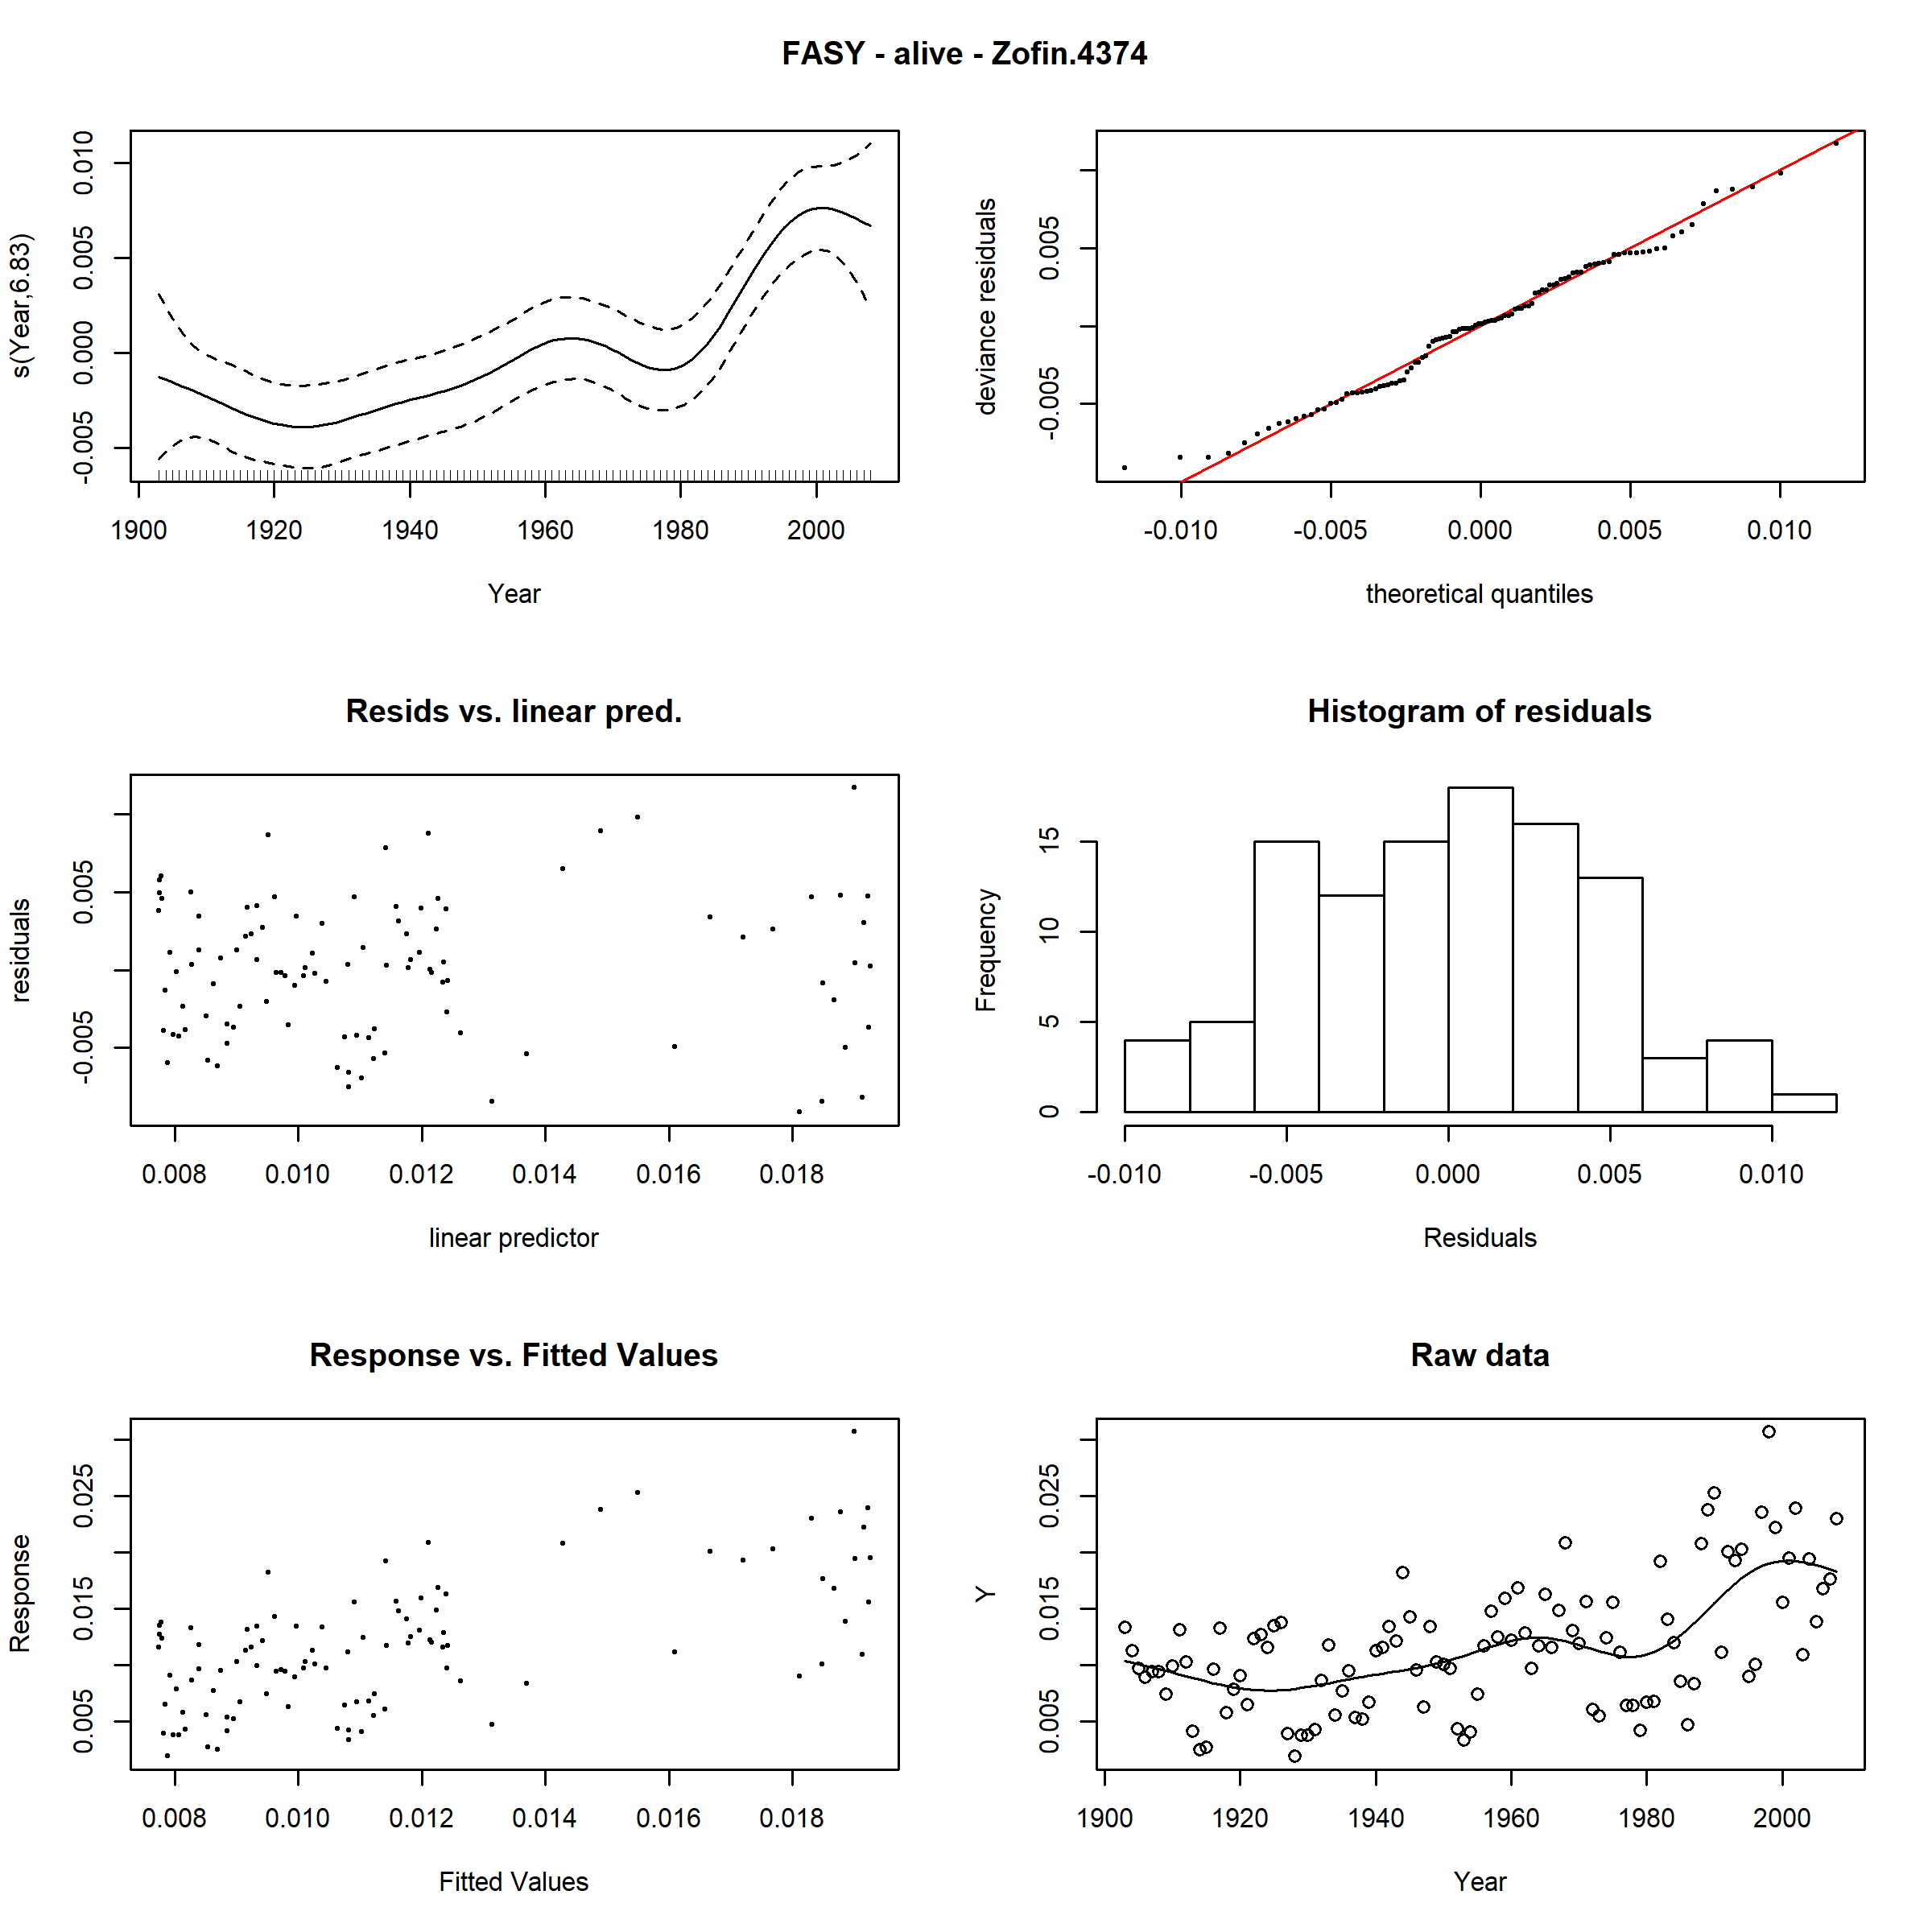 FASY - alive - Zofin.4374
s(Year,6.83)
-0.005 0.000 0.005 0.010
1900 1920 1940 1960 1980 2000
Year
deviance residuals
-0.005 0.005
-0.010 -0.005 0.000 0.005 0.010
theoretical quantiles
Resids vs. linear pred.
residuals
-0.005 0.005
0.008 0.010 0.012 0.014 0.016 0.018
linear predictor
Histogram of residuals
Frequency
0 5 10 15
-0.010 -0.005 0.000 0.005 0.010
Residuals
Response vs. Fitted Values
Response
0.005 0.015 0.025
0.008 0.010 0.012 0.014 0.016 0.018
Fitted Values
Raw data
Y
0.005 0.015 0.025
1900 1920 1940 1960 1980 2000
Year